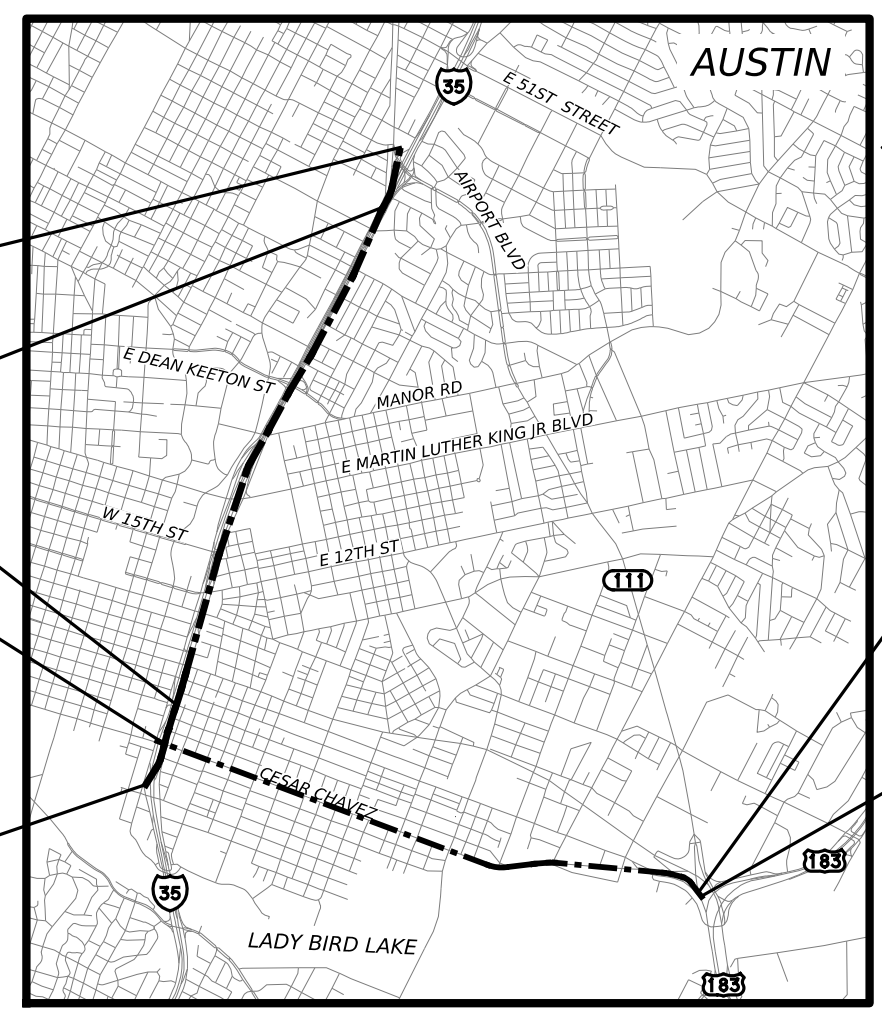 AUSTIN
35
E 51ST STREET
AIRPORT BLVD
E DEAN KEETON ST
MANOR RD
E MARTIN LUTHER KING JR BLVD
W 15TH ST
E 12TH ST
111
CESAR CHAVEZ
183
35
LADY BIRD LAKE
183